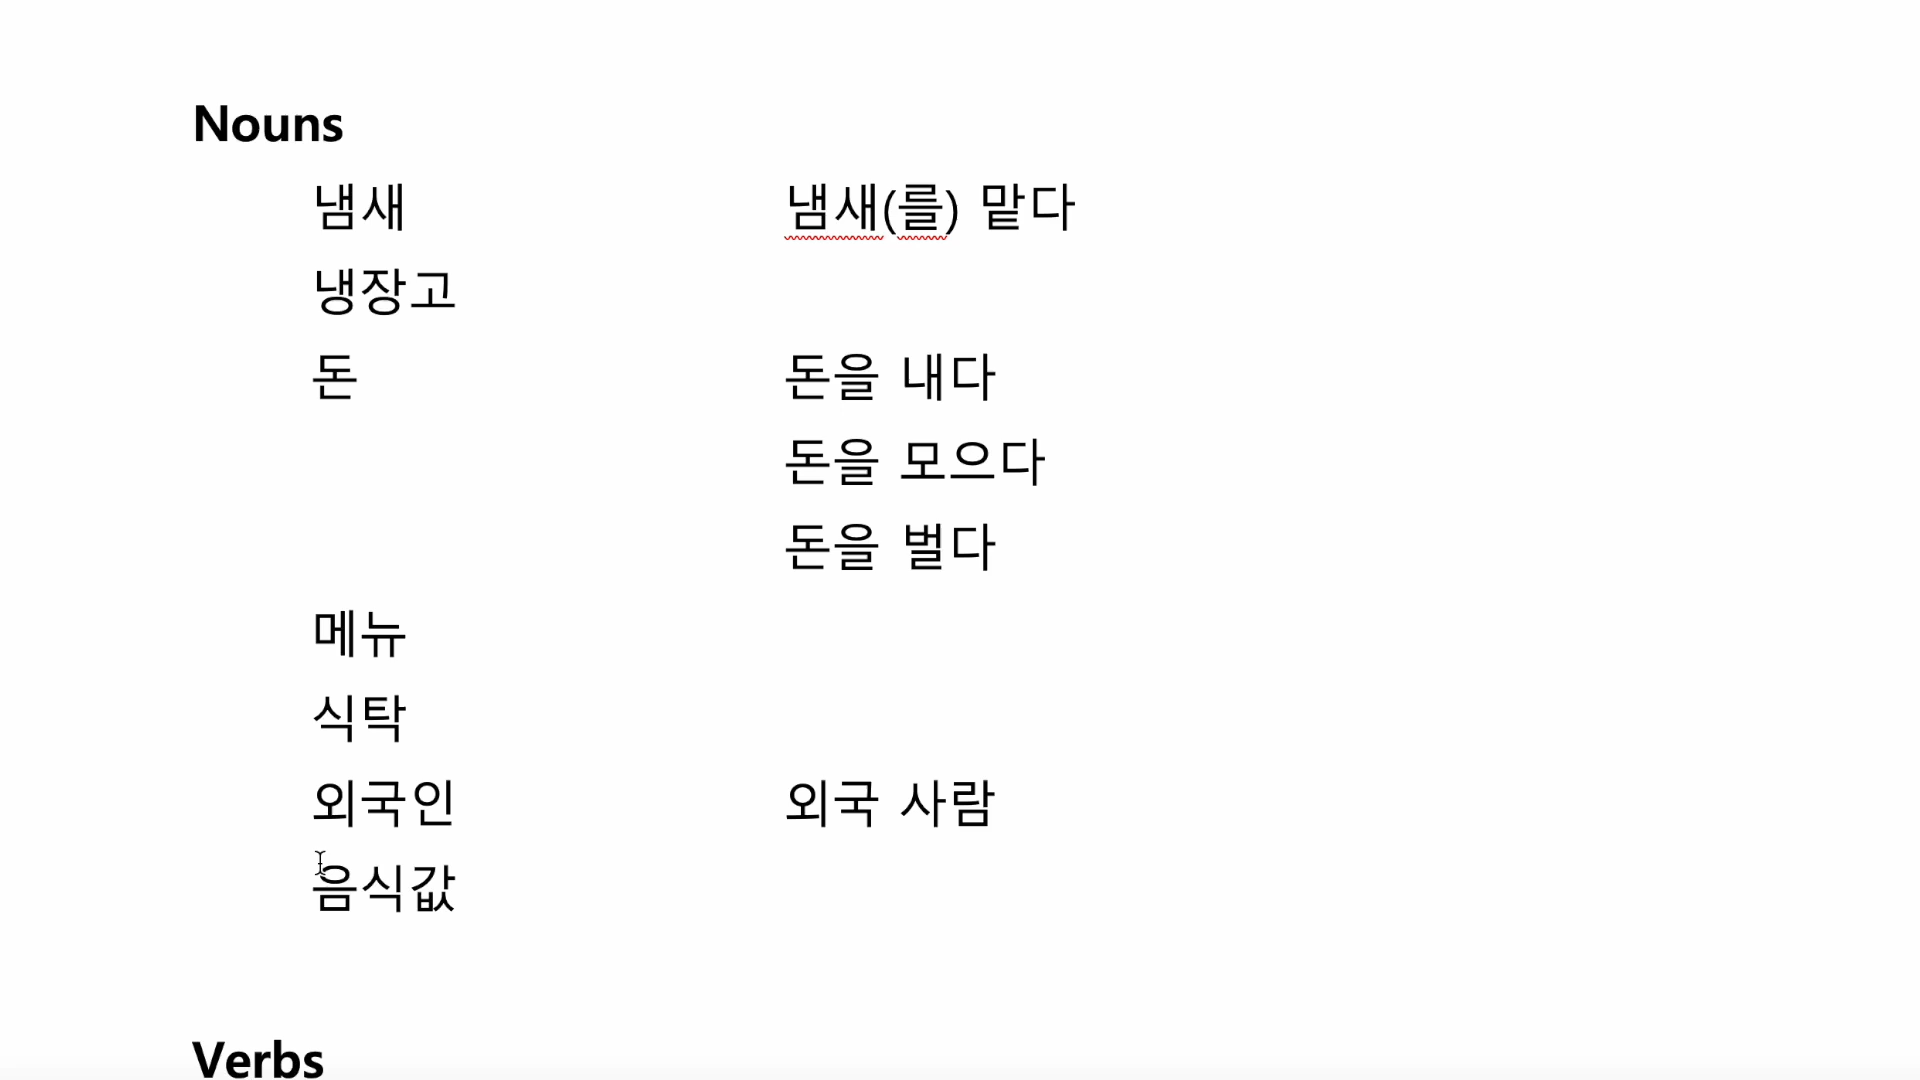 Nouns
냄새 냄새(를) 맡다
냉장고
돈 돈을 내다
돈을 모으다
돈을 벌다
메뉴
식탁
외국인 외국 사람
음식값
Verbs